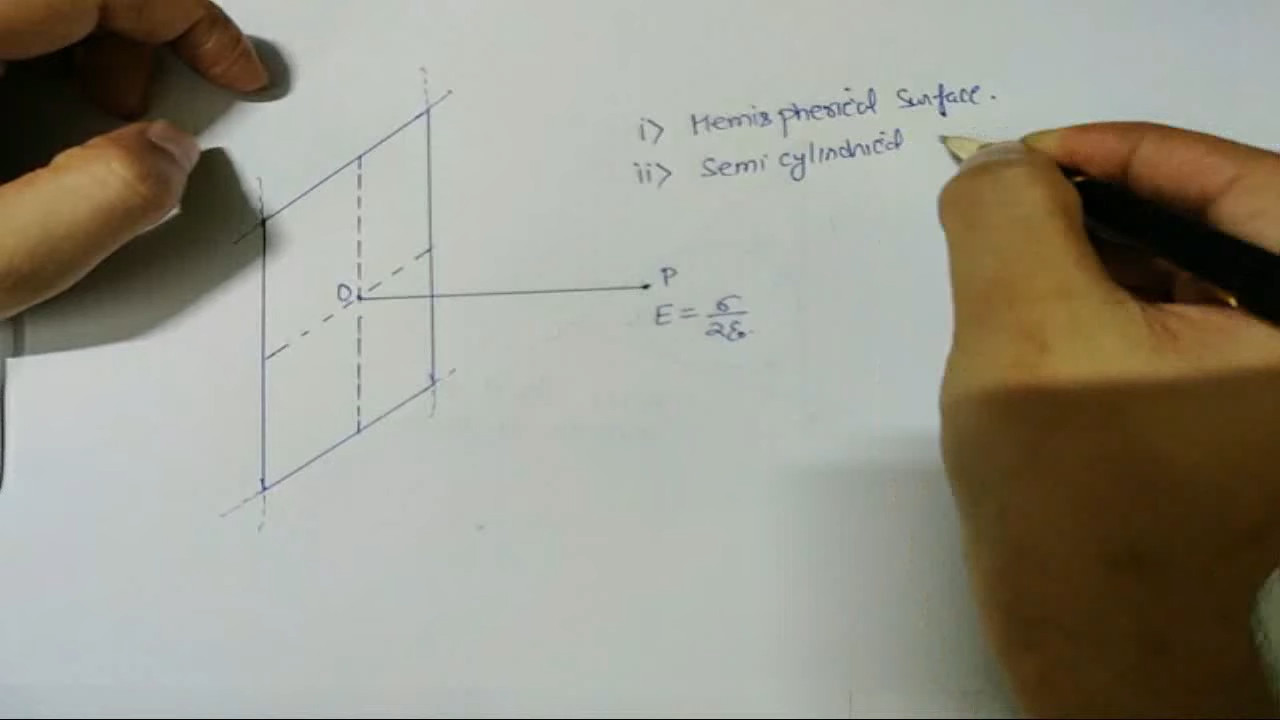 i) Hemispherical Surface.
ii) Semi cylindrical
O
P
E = σ/2ε₀